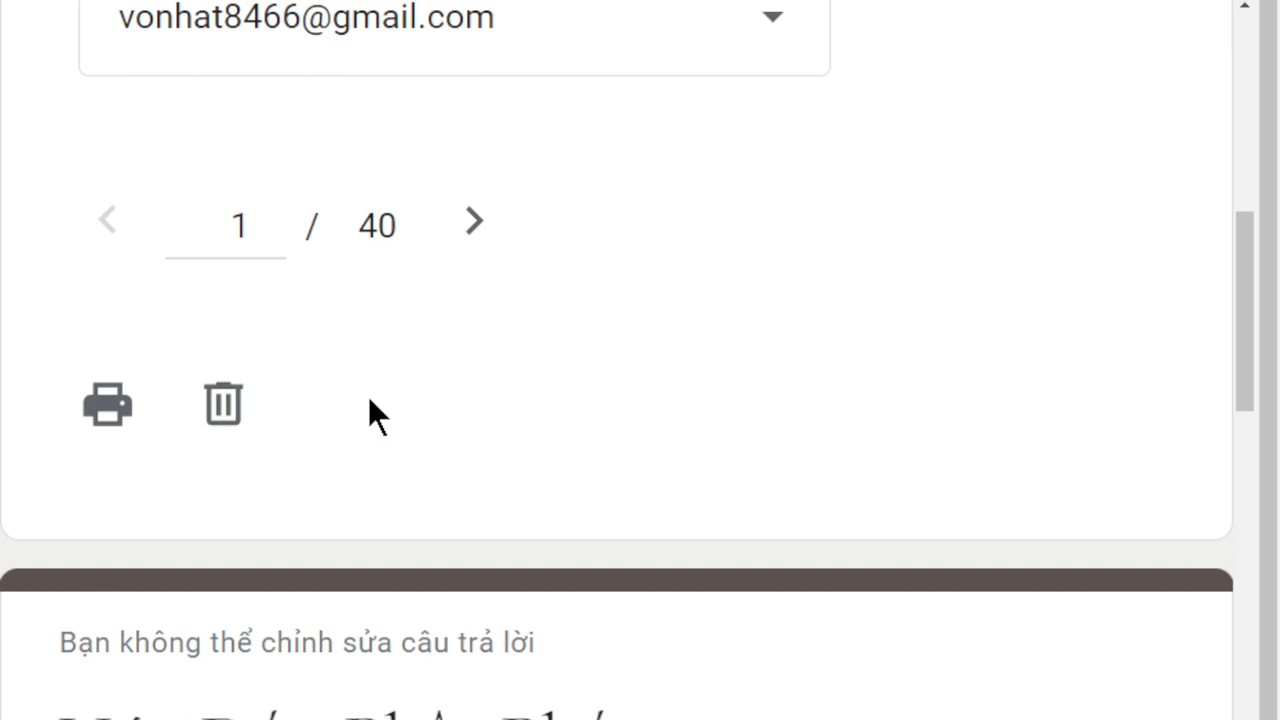 vonhat8466@gmail.com
1 / 40
Bạn không thể chỉnh sửa câu trả lời